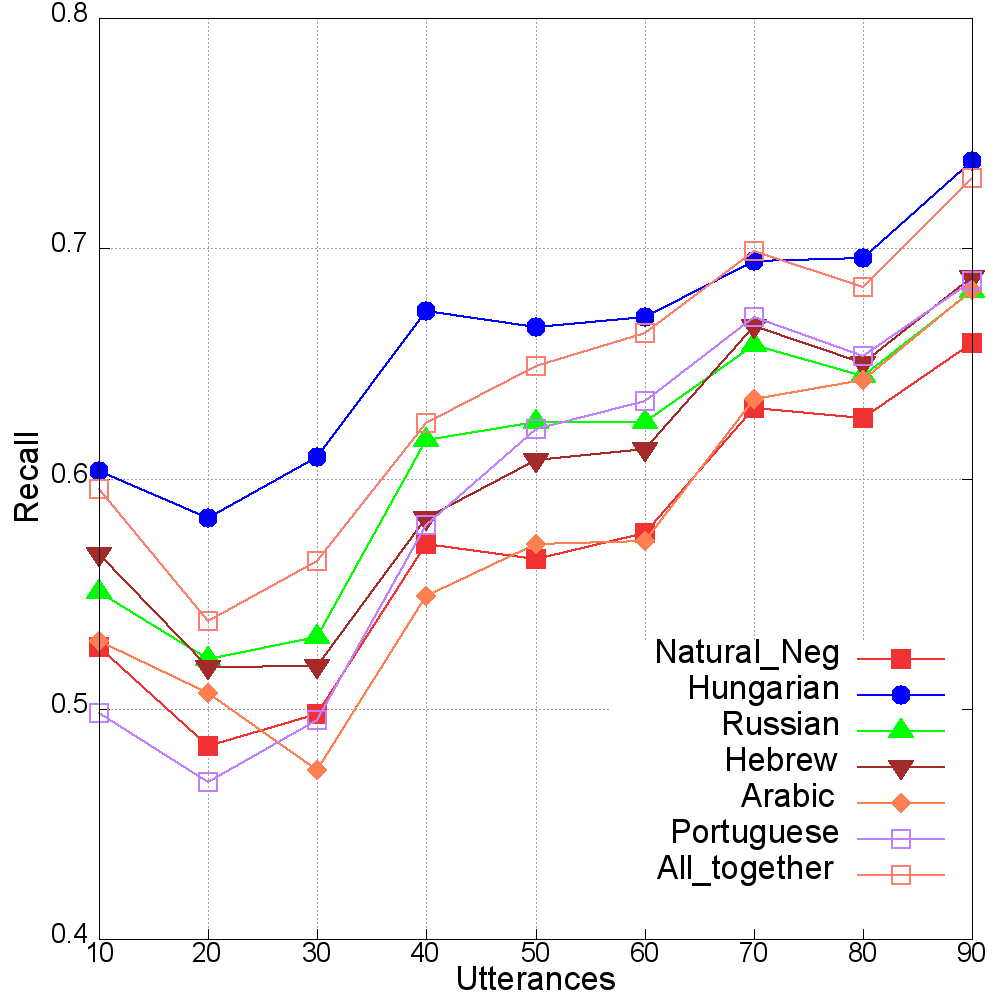 0.8
0.7
0.6
0.5
0.4
Recall
10 20 30 40 50 60 70 80 90
Utterances
Natural_Neg
Hungarian
Russian
Hebrew
Arabic
Portuguese
All_together